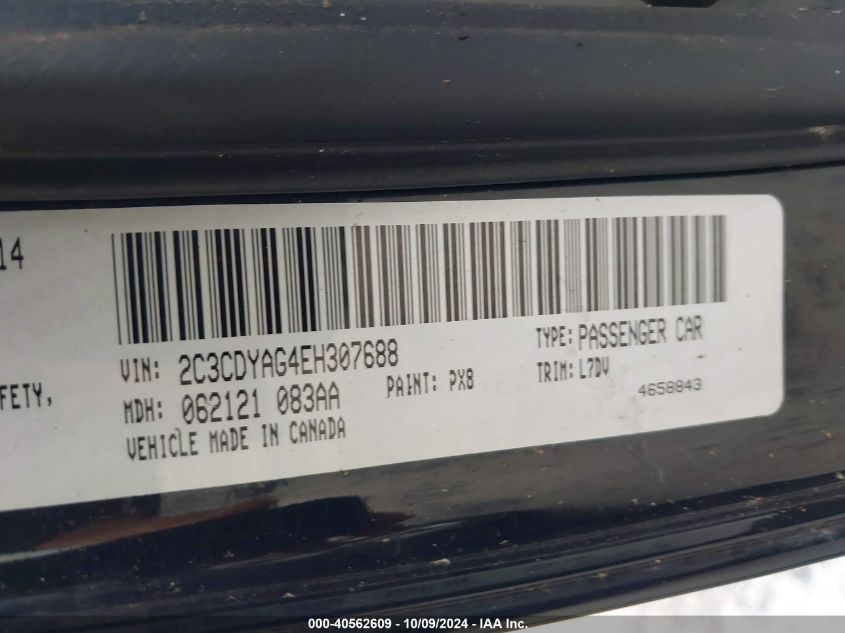 14
VIN: 2C3CDYAG4EH307688
TYPE: PASSENGER CAR
FETY,
MDH: 062121 083AA
PAINT: PX8
TRIM: L7DV
4658843
VEHICLE MADE IN CANADA
000-40562609 - 10/09/2024 - IAA Inc.